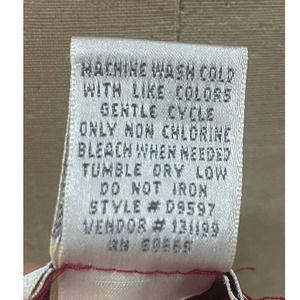 MACHINE WASH COLD
WITH LIKE COLORS
GENTLE CYCLE
ONLY NON CHLORINE
BLEACH WHEN NEEDED
TUMBLE DRY LOW
DO NOT IRON
STYLE # D9597
VENDOR # 131199
RN